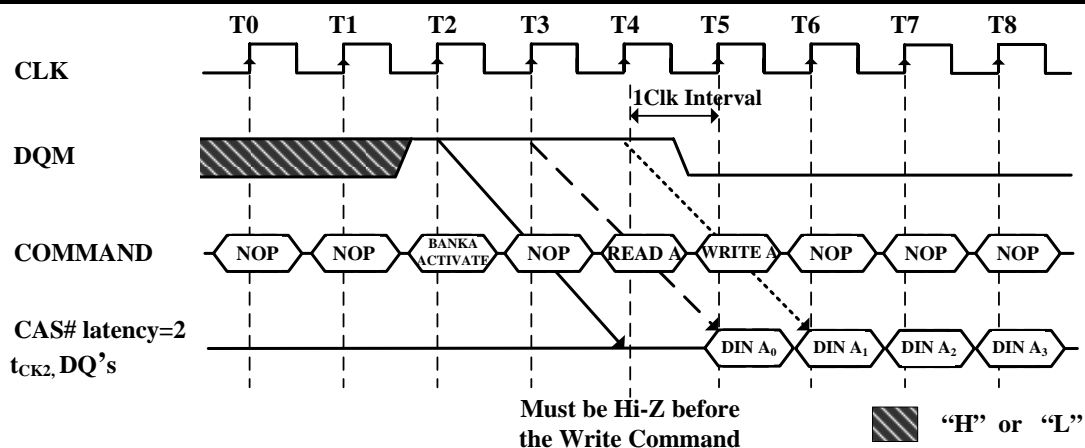 T0 T1 T2 T3 T4 T5 T6 T7 T8
CLK
1Clk Interval
DQM
COMMAND NOP NOP BANKA ACTIVATE NOP READ A WRITE A NOP NOP NOP
CAS# latency=2
tCK2, DQ’s DIN A0 DIN A1 DIN A2 DIN A3
Must be Hi-Z before
the Write Command
“H” or “L”